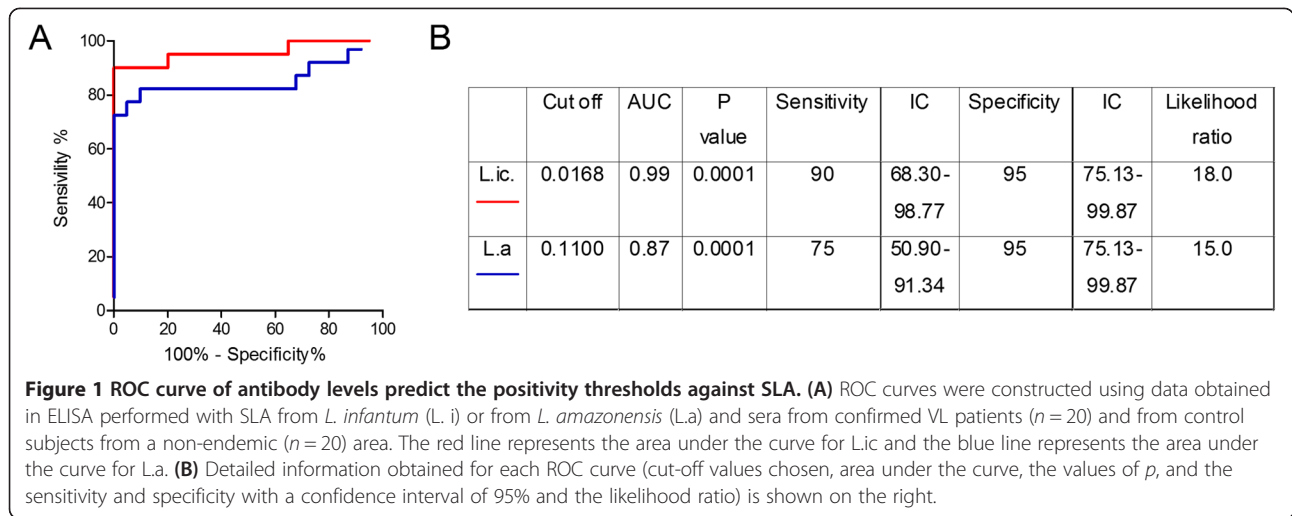 A
B
100
80
60
40
20
0
Sensivility %
0 20 40 60 80 100
100% - Specificity%
Cut off AUC P value Sensitivity IC Specificity IC Likelihood ratio
L.ic. 0.0168 0.99 0.0001 90 68.30-98.77 95 75.13-99.87 18.0
L.a 0.1100 0.87 0.0001 75 50.90-91.34 95 75.13-99.87 15.0
Figure 1 ROC curve of antibody levels predict the positivity thresholds against SLA. (A) ROC curves were constructed using data obtained
in ELISA performed with SLA from L. infantum (L. i) or from L. amazonensis (L.a) and sera from confirmed VL patients (n = 20) and from control
subjects from a non-endemic (n = 20) area. The red line represents the area under the curve for L.ic and the blue line represents the area under
the curve for L.a. (B) Detailed information obtained for each ROC curve (cut-off values chosen, area under the curve, the values of p, and the
sensitivity and specificity with a confidence interval of 95% and the likelihood ratio) is shown on the right.